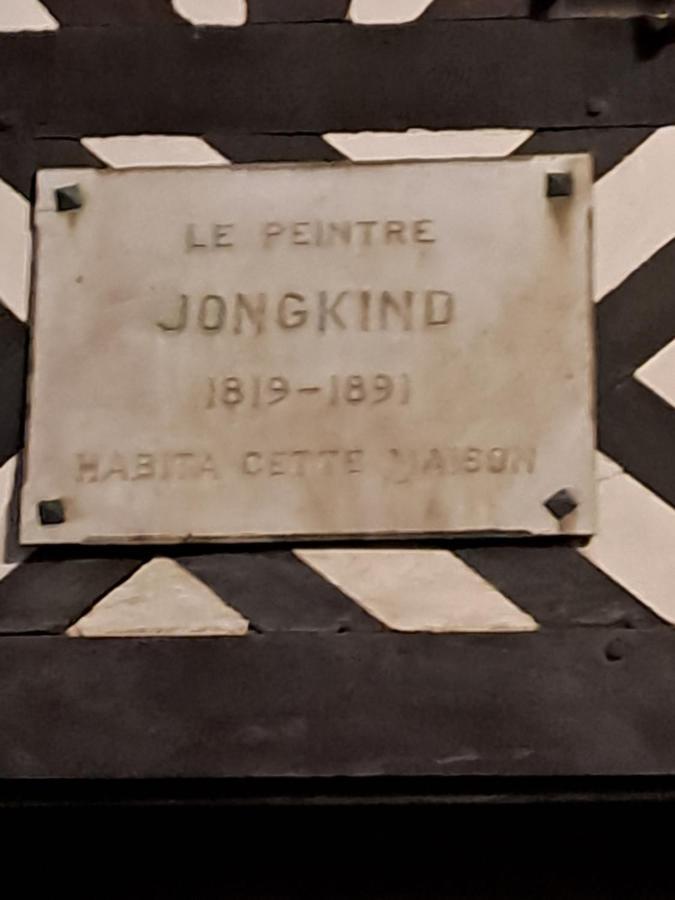 LE PEINTRE
JONGKIND
1819-1891
HABITA CETTE MAISON